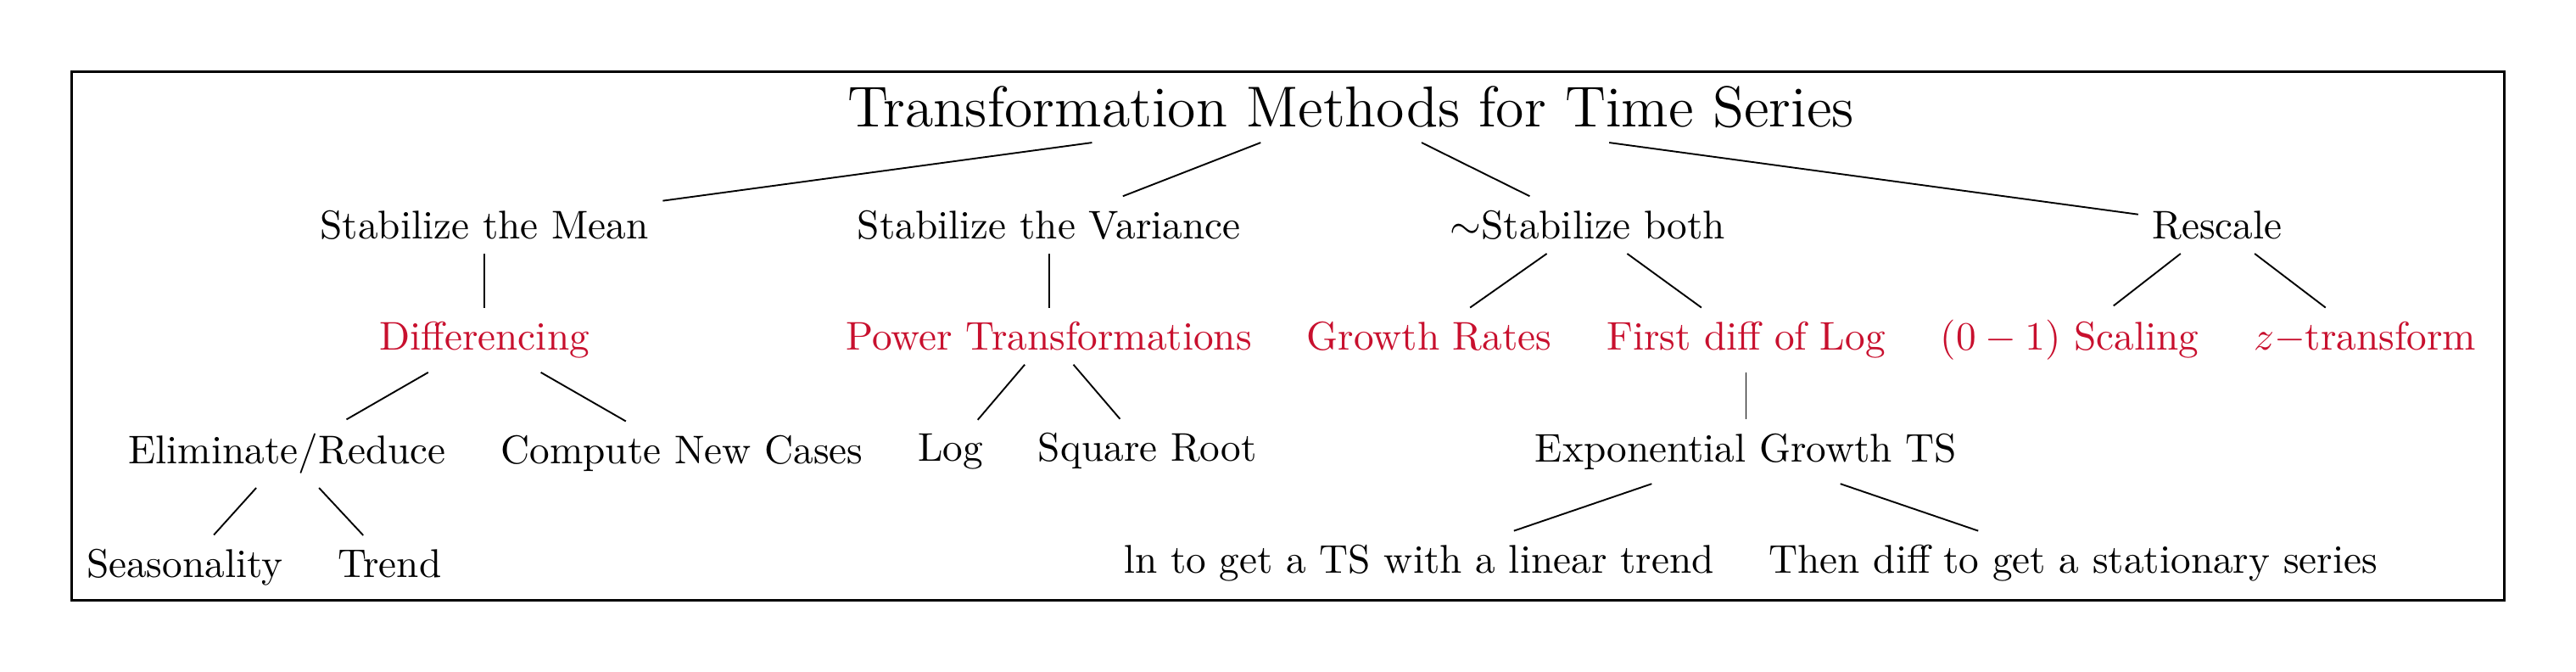 Transformation Methods for Time Series
Stabilize the Mean
Stabilize the Variance
∼Stabilize both
Rescale
Differencing
Power Transformations
Growth Rates
First diff of Log
(0 − 1) Scaling
z−transform
Eliminate/Reduce
Compute New Cases
Log
Square Root
Exponential Growth TS
Seasonality
Trend
ln to get a TS with a linear trend
Then diff to get a stationary series